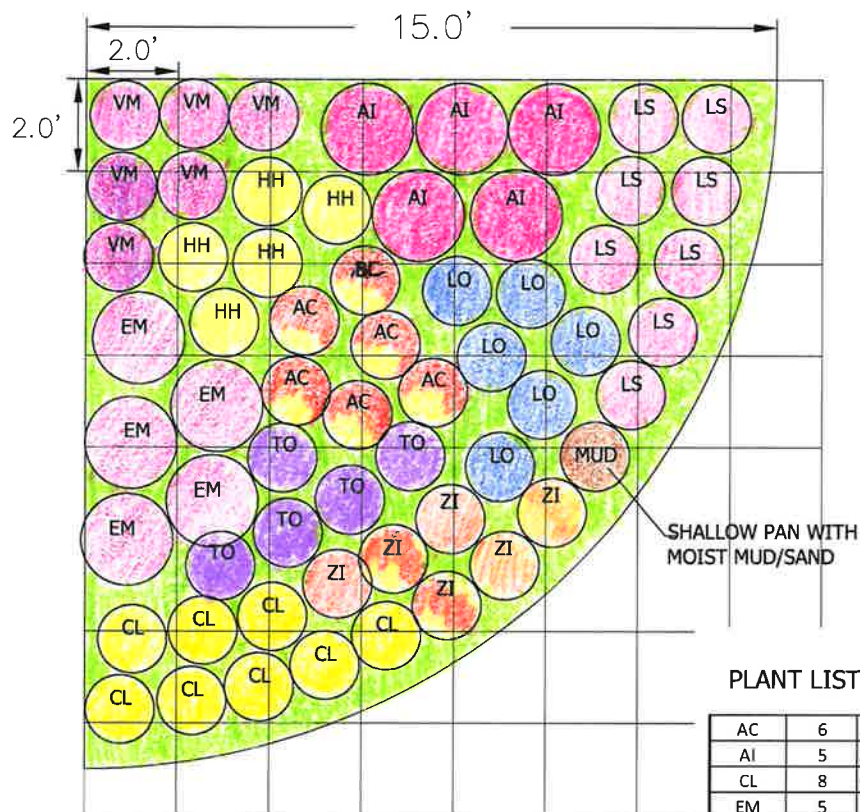 15.0'
2.0'
2.0'
VM VM VM AI AI AI LS LS
VM VM HH HH AI AI LS LS
VM HH HH LO LO LS LS
EM HH AC AC LO LO LS
EM AC AC AC LO LS
EM TO TO LO MUD
EM TO TO ZI ZI
SHALLOW PAN WITH
MOIST MUD/SAND
EM TO ZI ZI ZI ZI
CL CL CL CL
CL CL CL CL
PLANT LIST
AC 6
AI 5
CL 8
EM 5